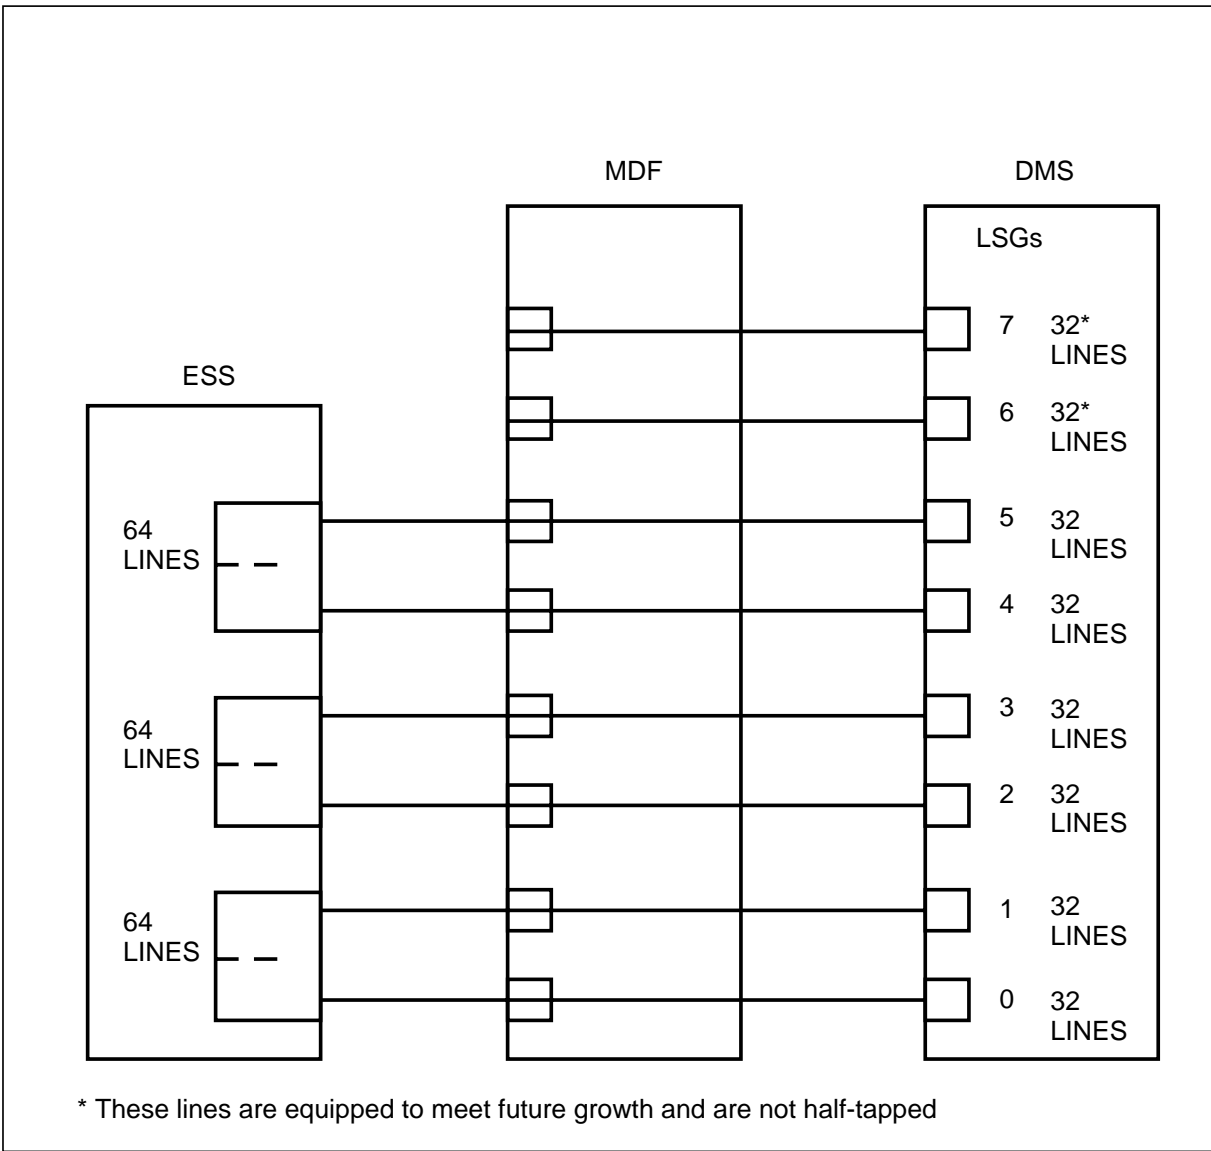 MDF
DMS
LSGs
7 32*
LINES
ESS
6 32*
LINES
64
LINES
5 32
LINES
4 32
LINES
64
LINES
3 32
LINES
2 32
LINES
64
LINES
1 32
LINES
0 32
LINES
* These lines are equipped to meet future growth and are not half-tapped